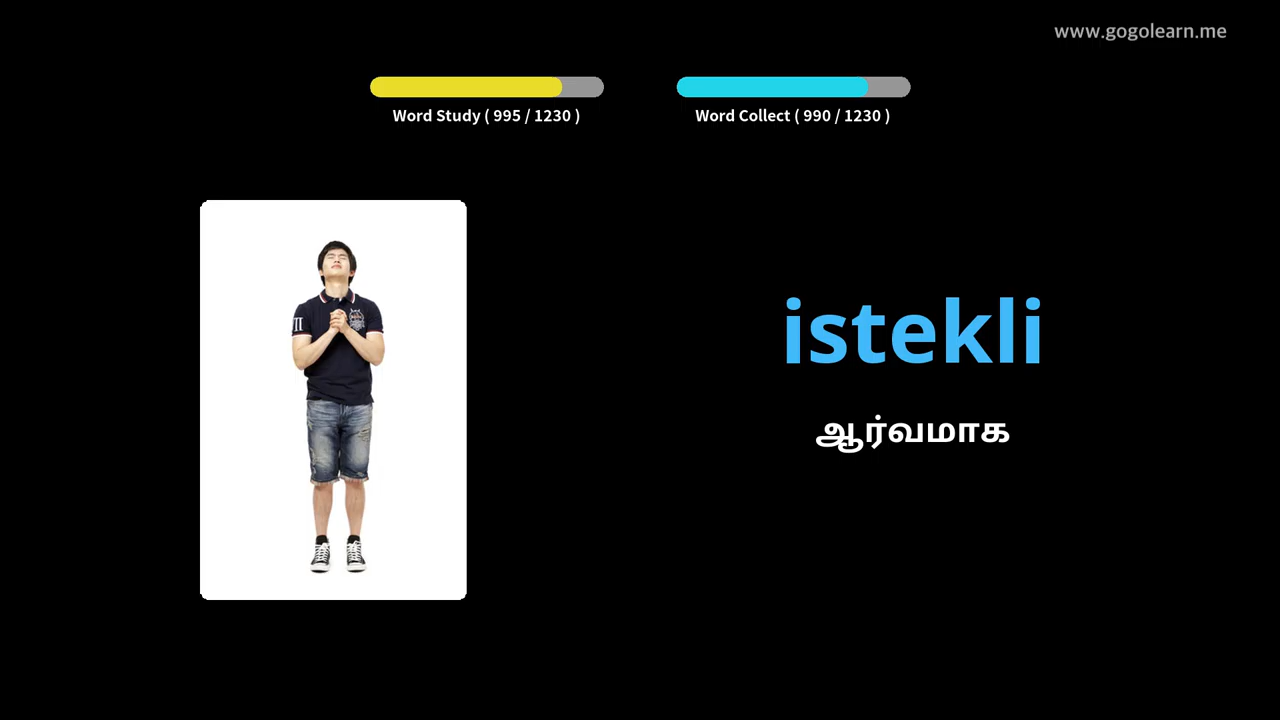 www.gogolearn.me
Word Study ( 995 / 1230 )
Word Collect ( 990 / 1230 )
istekli
ஆர்வமாக